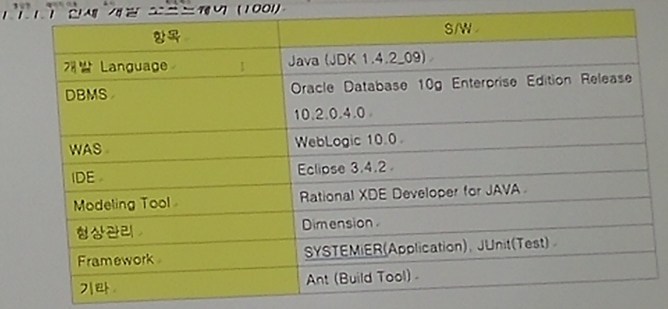 1.1.1.1 전체 개발 소프트웨어 (Tool)
항목 S/W
개발 Language Java (JDK 1.4.2_09)
DBMS Oracle Database 10g Enterprise Edition Release
10.2.0.4.0
WAS WebLogic 10.0
IDE Eclipse 3.4.2
Modeling Tool Rational XDE Developer for JAVA
형상관리 Dimension
Framework SYSTEMiER(Application), JUnit(Test)
기타 Ant (Build Tool)